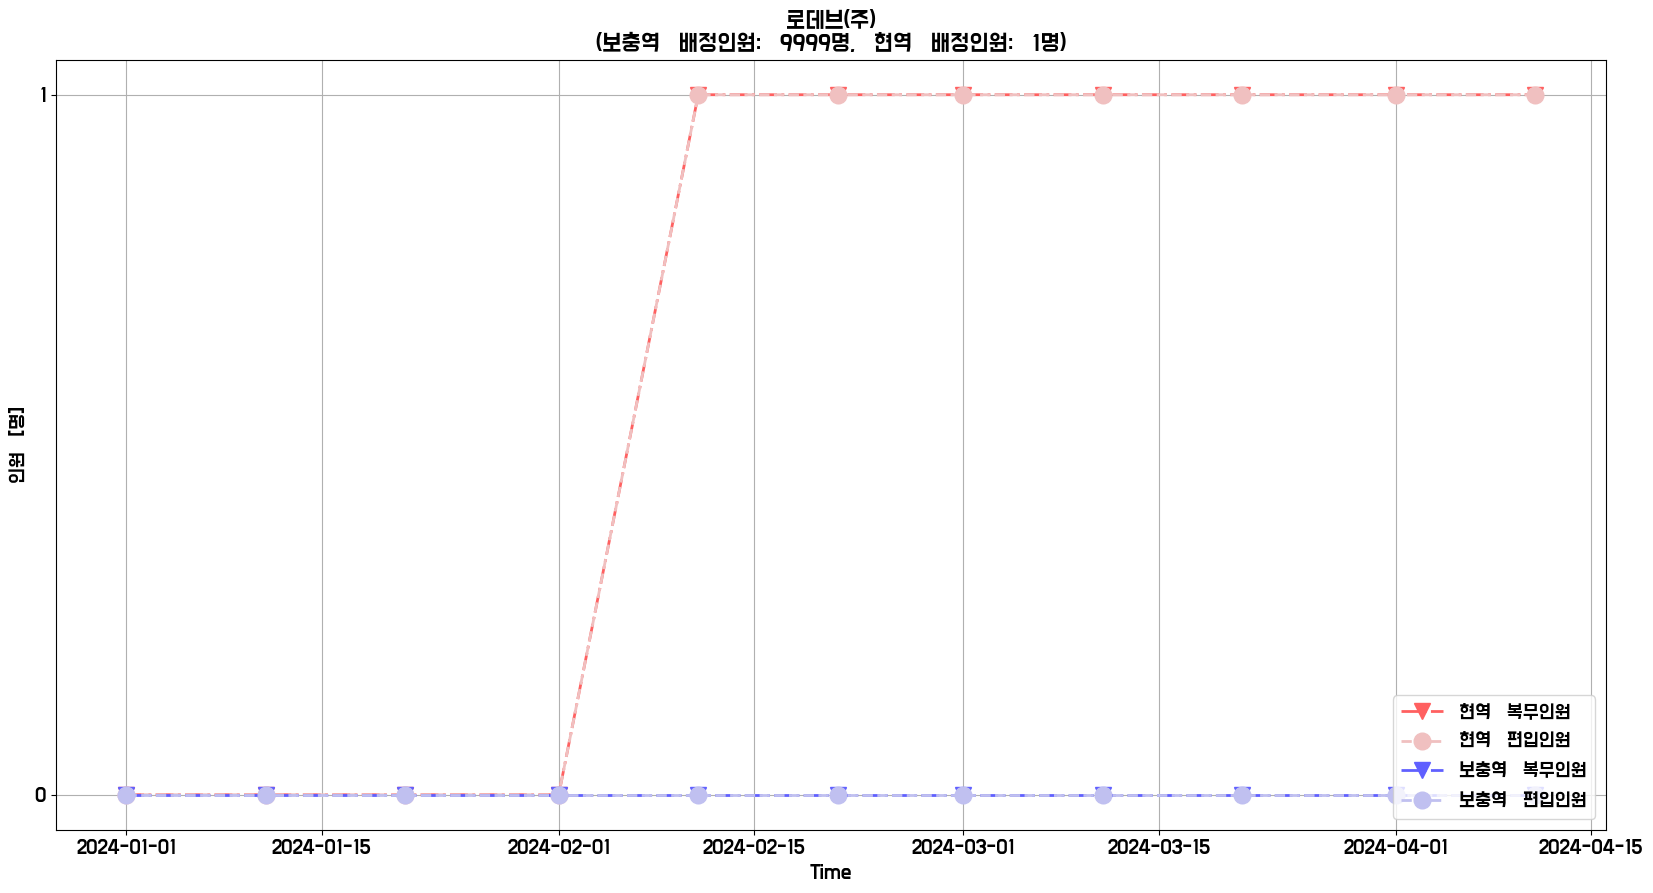 로데브(주)
(보충역 배정인원: 9999명, 현역 배정인원: 1명)
1
0
인원 [명]
2024-01-01
2024-01-15
2024-02-01
2024-02-15
2024-03-01
2024-03-15
2024-04-01
2024-04-15
Time
현역 복무인원
현역 편입인원
보충역 복무인원
보충역 편입인원